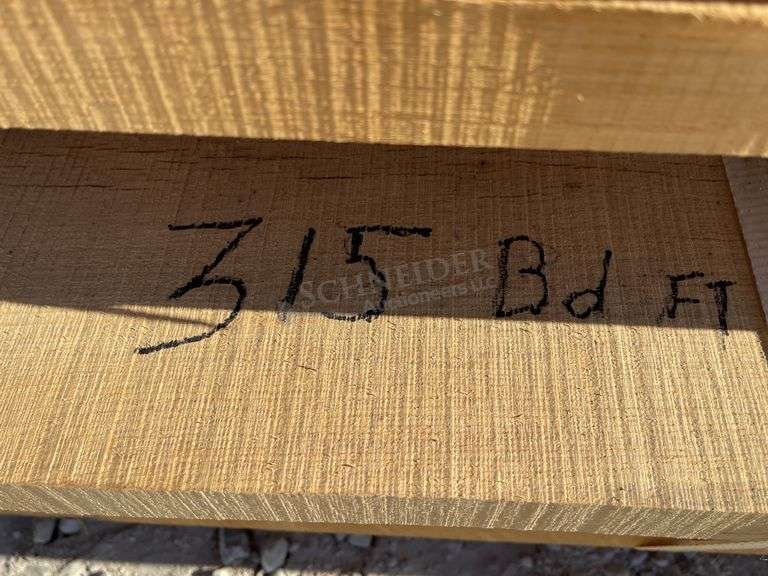 315 Bd FT
SCHNEIDER
Auctioneers LLC